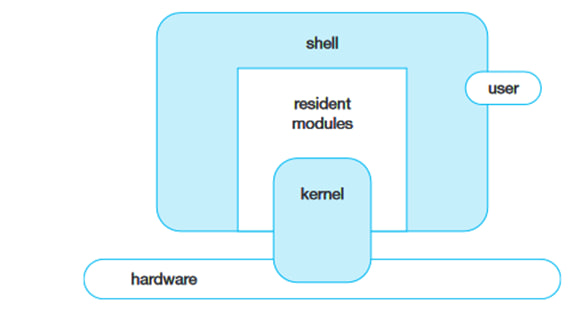 shell
user
resident
modules
kernel
hardware